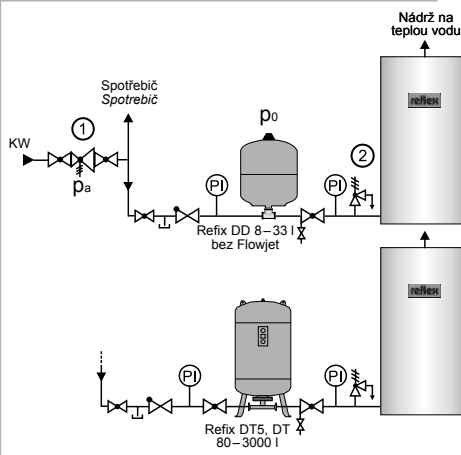 Nádrž na
teplou vodu
Spotřebič
Spotrebič
KW
1
pa
p0
reflex
2
PI
PI
Refix DD 8–33 l
bez Flowjet
reflex
PI
PI
Refix DT5, DT
80–3000 l